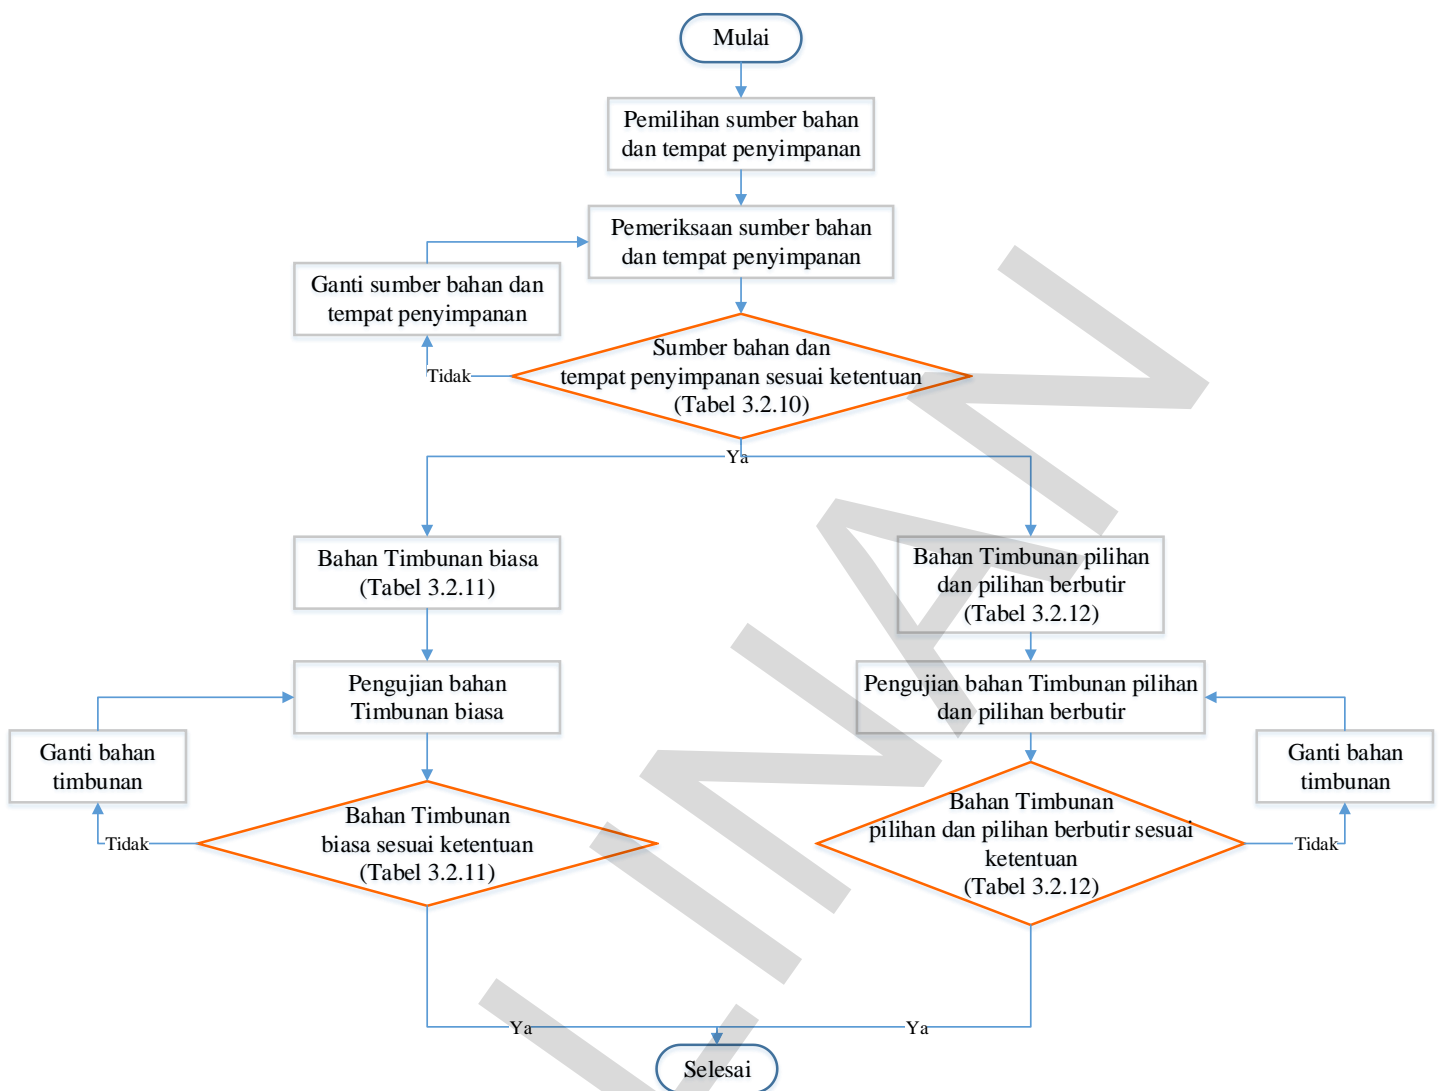 Mulai
Pemilihan sumber bahan
dan tempat penyimpanan
Pemeriksaan sumber bahan
dan tempat penyimpanan
Ganti sumber bahan dan
tempat penyimpanan
Sumber bahan dan
tempat penyimpanan sesuai ketentuan
(Tabel 3.2.10)
Tidak
Ya
Bahan Timbunan biasa
(Tabel 3.2.11)
Bahan Timbunan pilihan
dan pilihan berbutir
(Tabel 3.2.12)
Pengujian bahan
Timbunan biasa
Pengujian bahan Timbunan pilihan
dan pilihan berbutir
Ganti bahan
timbunan
Ganti bahan
timbunan
Bahan Timbunan
biasa sesuai ketentuan
(Tabel 3.2.11)
Tidak
Bahan Timbunan
pilihan dan pilihan berbutir sesuai
ketentuan
(Tabel 3.2.12)
Tidak
Ya
Ya
Selesai